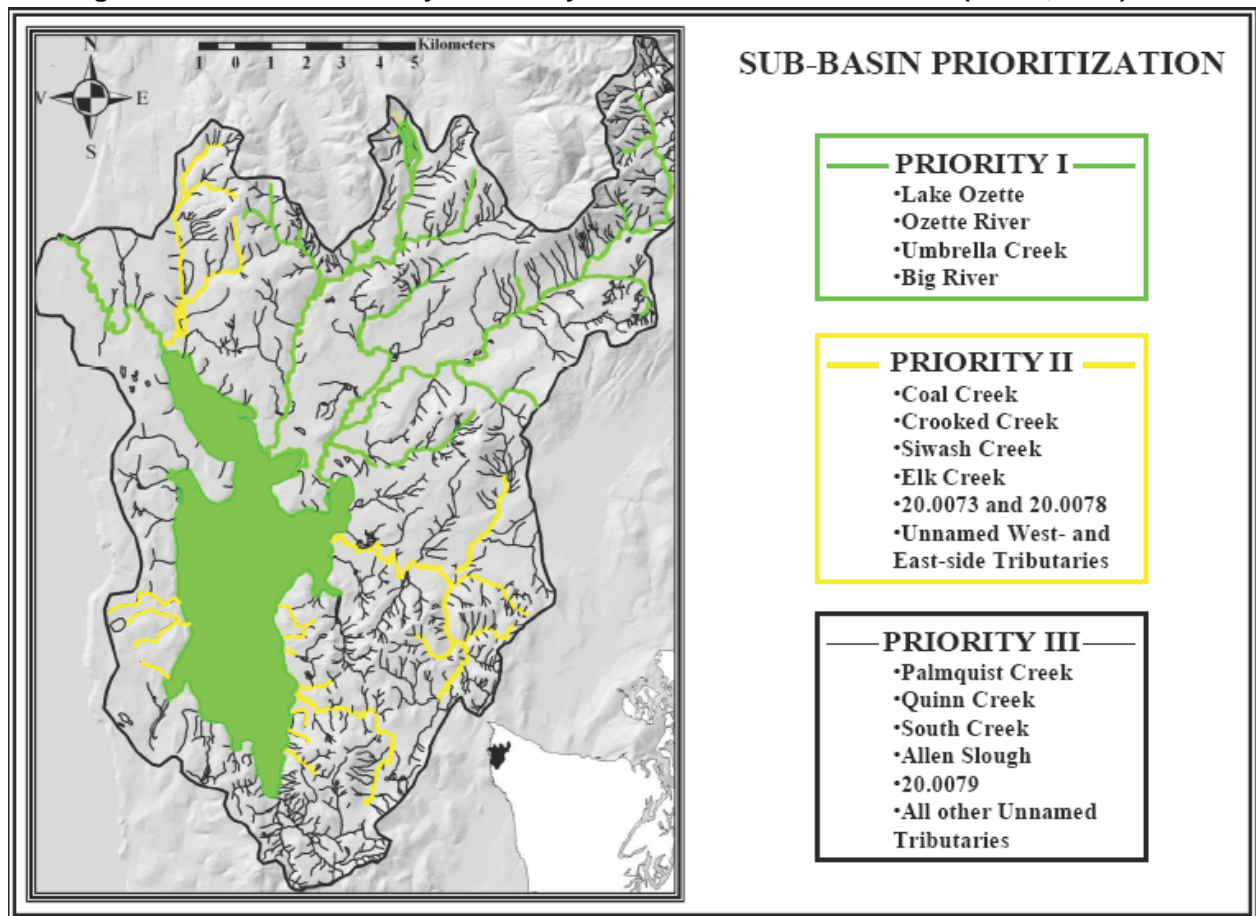 N
Kilometers
1 0 1 2 3 4 5
V E
S
SUB-BASIN PRIORITIZATION
PRIORITY I
•Lake Ozette
•Ozette River
•Umbrella Creek
•Big River
PRIORITY II
•Coal Creek
•Crooked Creek
•Siwash Creek
•Elk Creek
•20.0073 and 20.0078
•Unnamed West- and
East-side Tributaries
PRIORITY III
•Palmquist Creek
•Quinn Creek
•South Creek
•Allen Slough
•20.0079
•All other Unnamed
Tributaries